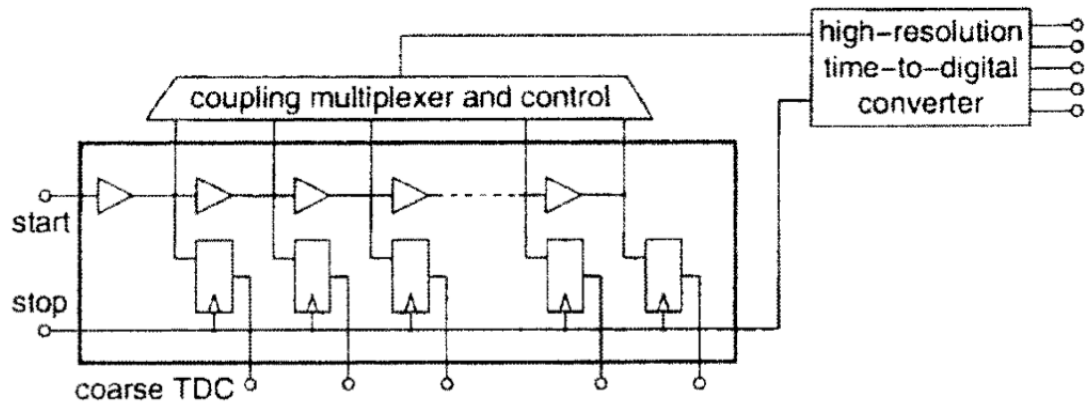 high-resolution
time-to-digital
converter
coupling multiplexer and control
start
stop
coarse TDC